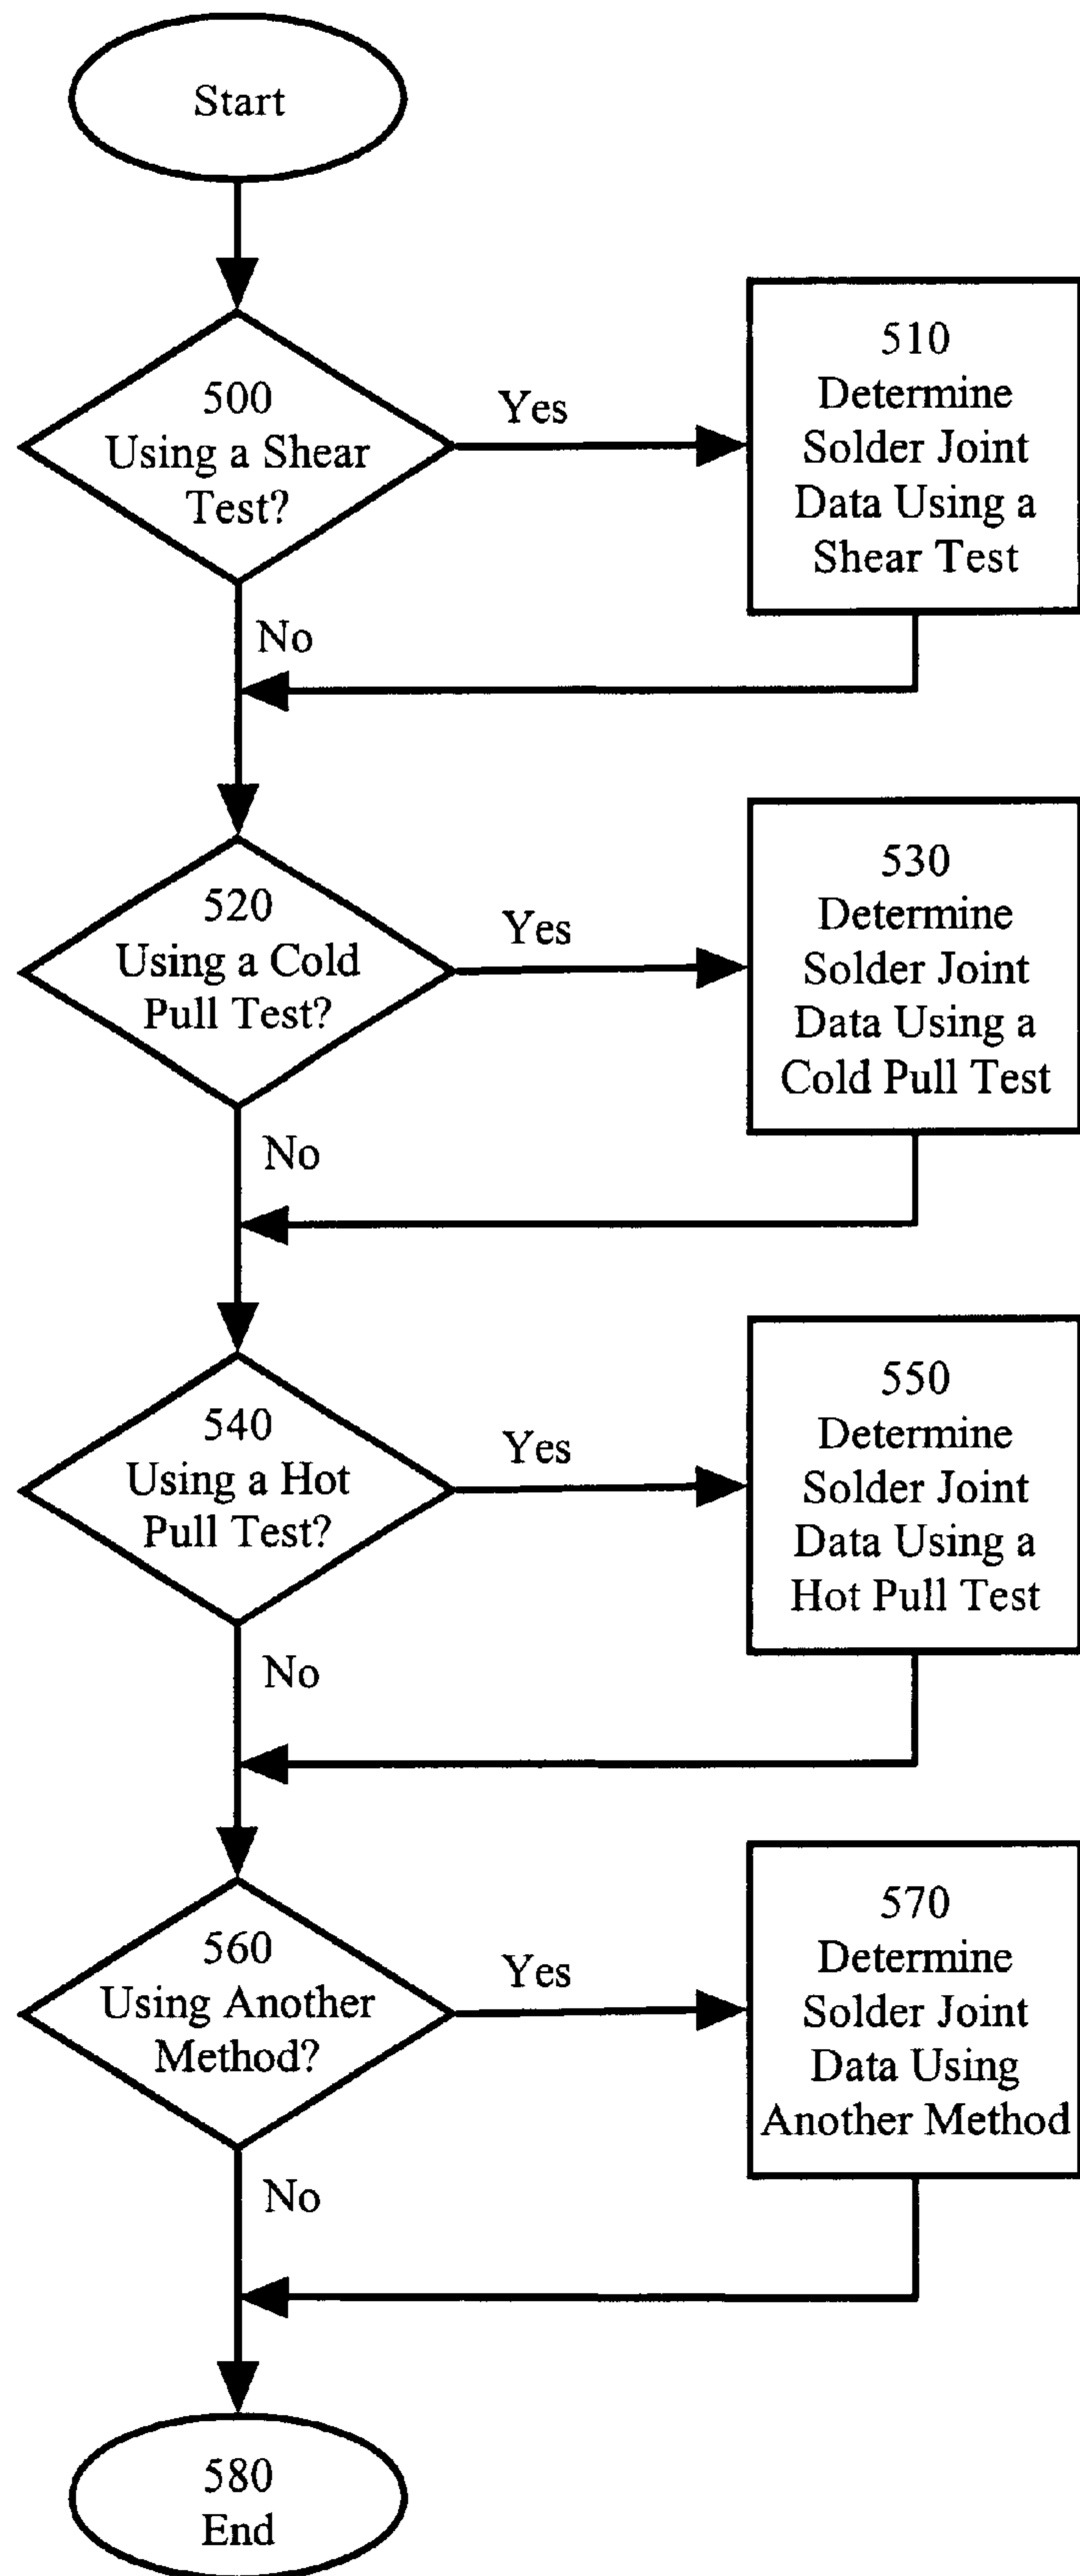 Start
500
Using a Shear
Test?
Yes
510
Determine
Solder Joint
Data Using a
Shear Test
No
520
Using a Cold
Pull Test?
Yes
530
Determine
Solder Joint
Data Using a
Cold Pull Test
No
540
Using a Hot
Pull Test?
Yes
550
Determine
Solder Joint
Data Using a
Hot Pull Test
No
560
Using Another
Method?
Yes
570
Determine
Solder Joint
Data Using
Another Method
No
580
End